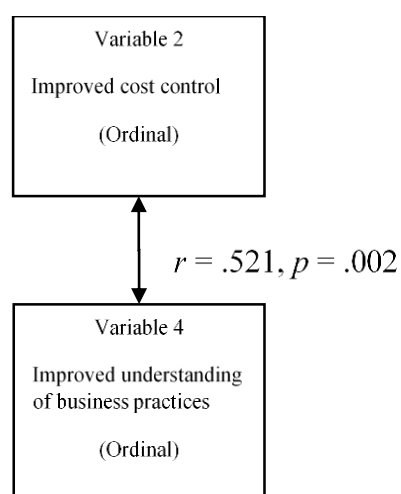 Variable 2
Improved cost control
(Ordinal)
r = .521, p = .002
Variable 4
Improved understanding
of business practices
(Ordinal)